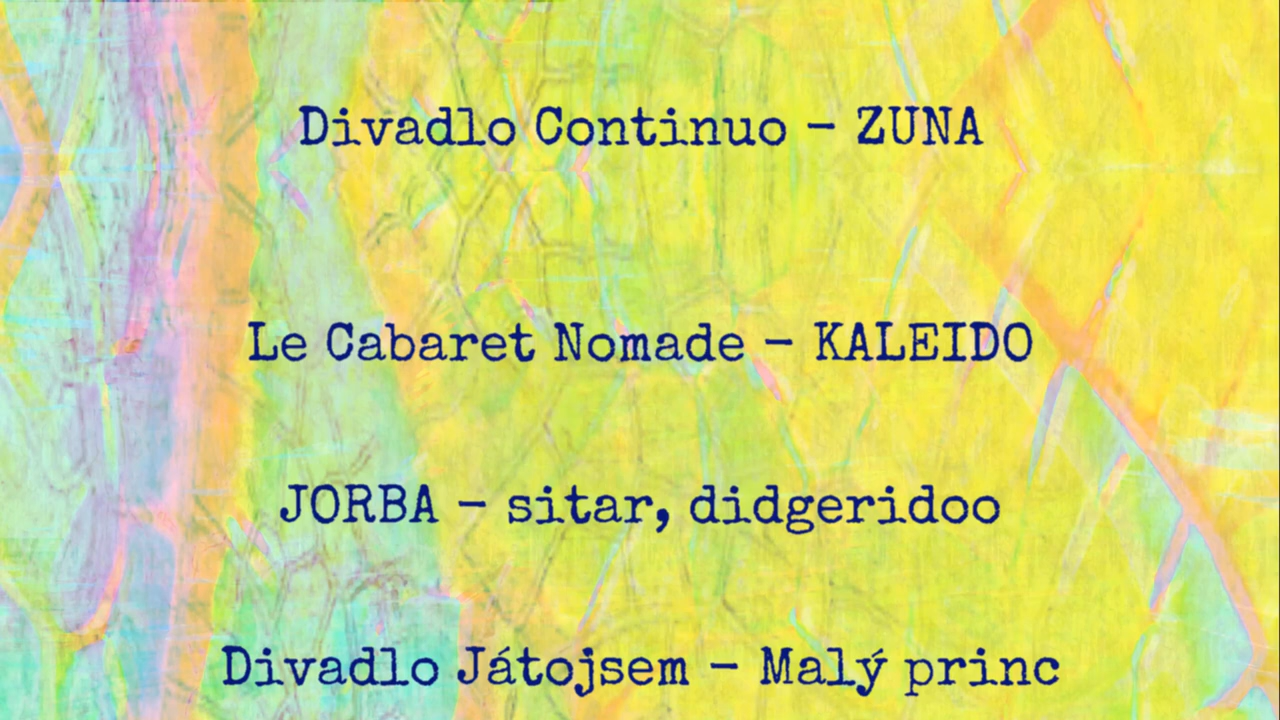 Divadlo Continuo - ZUNA
Le Cabaret Nomade - KALEIDO
JORBA - sitar, didgeridoo
Divadlo Játojsem - Malý princ